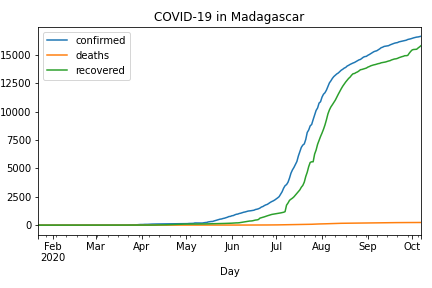 COVID-19 in Madagascar
confirmed
deaths
recovered
15000
12500
10000
7500
5000
2500
0
Feb Mar Apr May Jun Jul Aug Sep Oct
2020
Day